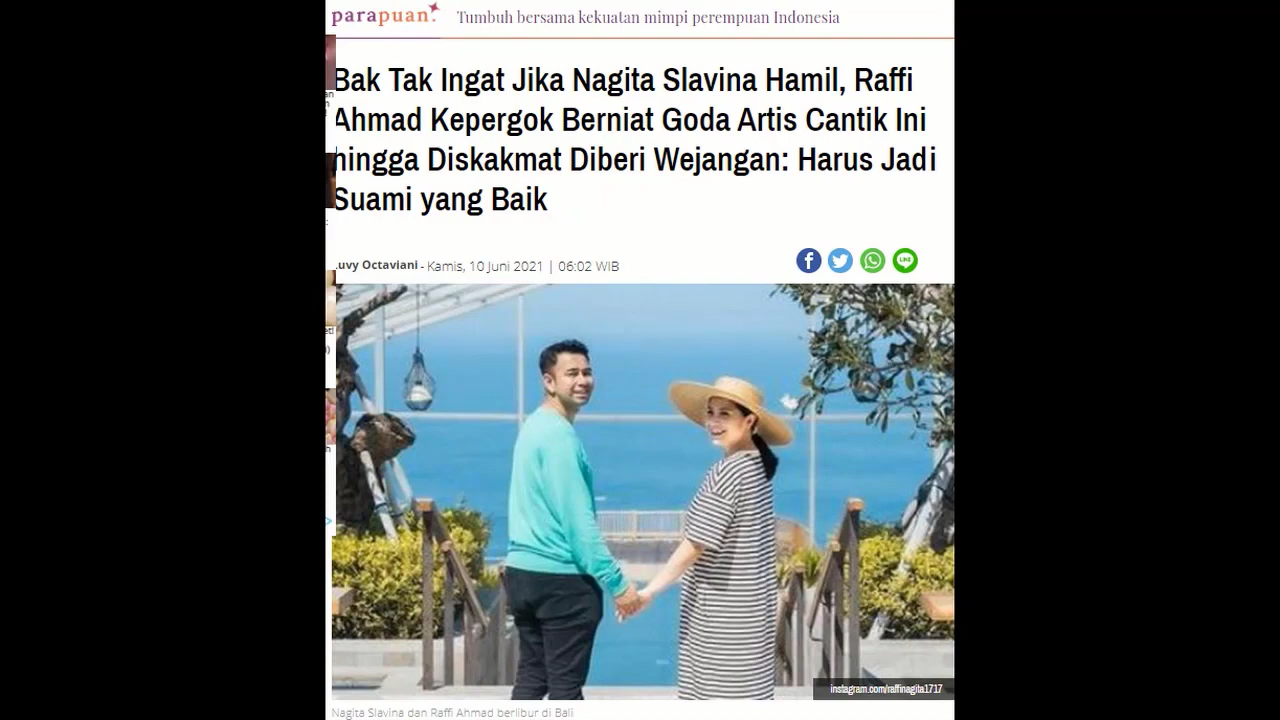 parapuan.
Tumbuh bersama kekuatan mimpi perempuan Indonesia
Bak Tak Ingat Jika Nagita Slavina Hamil, Raffi
Ahmad Kepergok Berniat Goda Artis Cantik Ini
hingga Diskakmat Diberi Wejangan: Harus Jadi
Suami yang Baik
Luvy Octaviani - Kamis, 10 Juni 2021 | 06:02 WIB
LINE
instagram.com/raffinagita1717
Nagita Slavina dan Raffi Ahmad berlibur di Bali